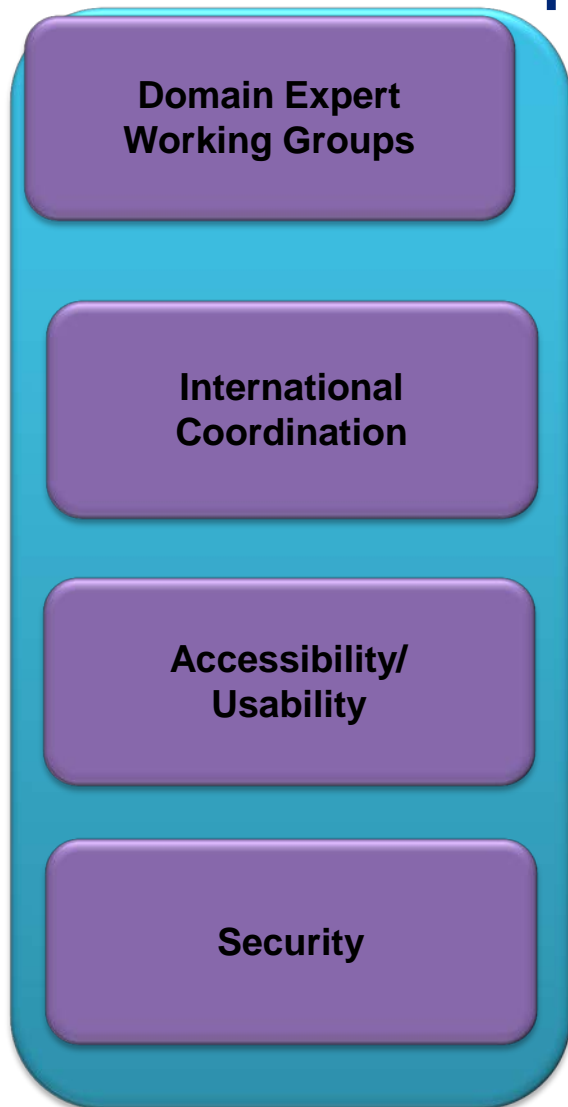 Domain Expert
Working Groups
International
Coordination
Accessibility/
Usability
Security